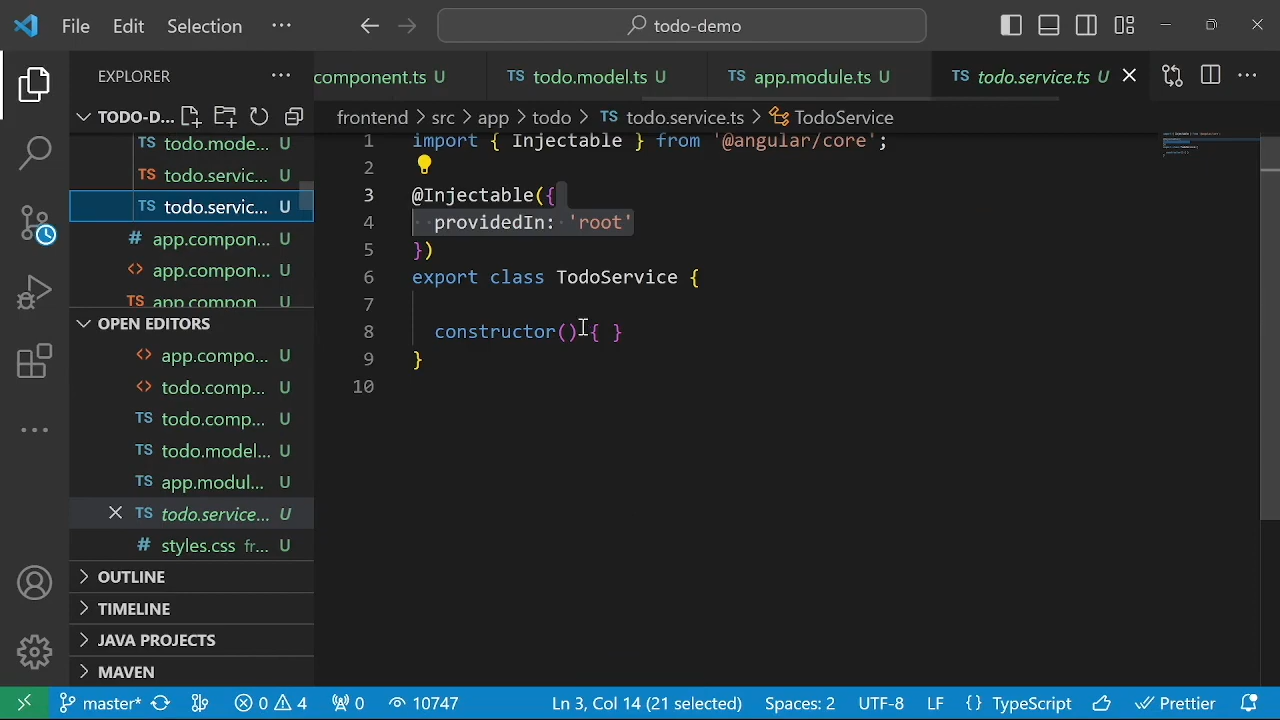 File Edit Selection ··· todo-demo
EXPLORER ···
TODO-D...
TS todo.mode... U
TS todo.servic... U
TS todo.servic... U
# app.compon... U
<> app.compon... U
TS app.compon... U
OPEN EDITORS
<> app.compo... U
<> todo.comp... U
TS todo.comp... U
TS todo.model... U
TS app.modul... U
TS todo.service... U
# styles.css fr... U
OUTLINE
TIMELINE
JAVA PROJECTS
MAVEN
component.ts U TS todo.model.ts U TS app.module.ts U TS todo.service.ts U
frontend > src > app > todo > TS todo.service.ts > TodoService
1 import { Injectable } from '@angular/core';
2
3 @Injectable({
4 ··providedIn:·'root'
5 })
6 export class TodoService {
7
8 constructor() { }
9 }
10
master* 0 4 0 10747 Ln 3, Col 14 (21 selected) Spaces: 2 UTF-8 LF {} TypeScript Prettier